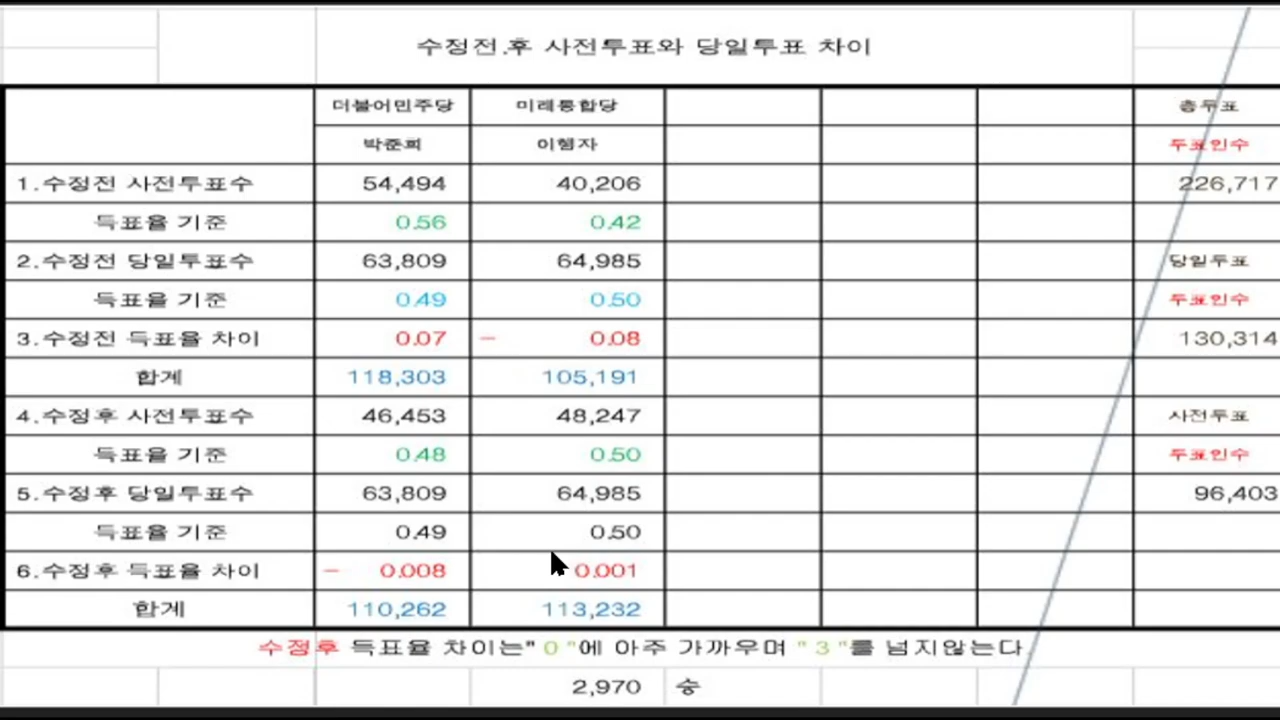 수정전.후 사전투표와 당일투표 차이
더불어민주당 미래통합당 총투표
박준희 이행자 투표인수
1.수정전 사전투표수 54,494 40,206 226,717
득표율 기준 0.56 0.42
2.수정전 당일투표수 63,809 64,985 당일투표
득표율 기준 0.49 0.50 투표인수
3.수정전 득표율 차이 0.07 - 0.08 130,314
합계 118,303 105,191
4.수정후 사전투표수 46,453 48,247 사전투표
득표율 기준 0.48 0.50 투표인수
5.수정후 당일투표수 63,809 64,985 96,403
득표율 기준 0.49 0.50
6.수정후 득표율 차이 - 0.008 0.001
합계 110,262 113,232
수정후 득표율 차이는" 0 "에 아주 가까우며 " 3 "를 넘지않는다.
2,970 승